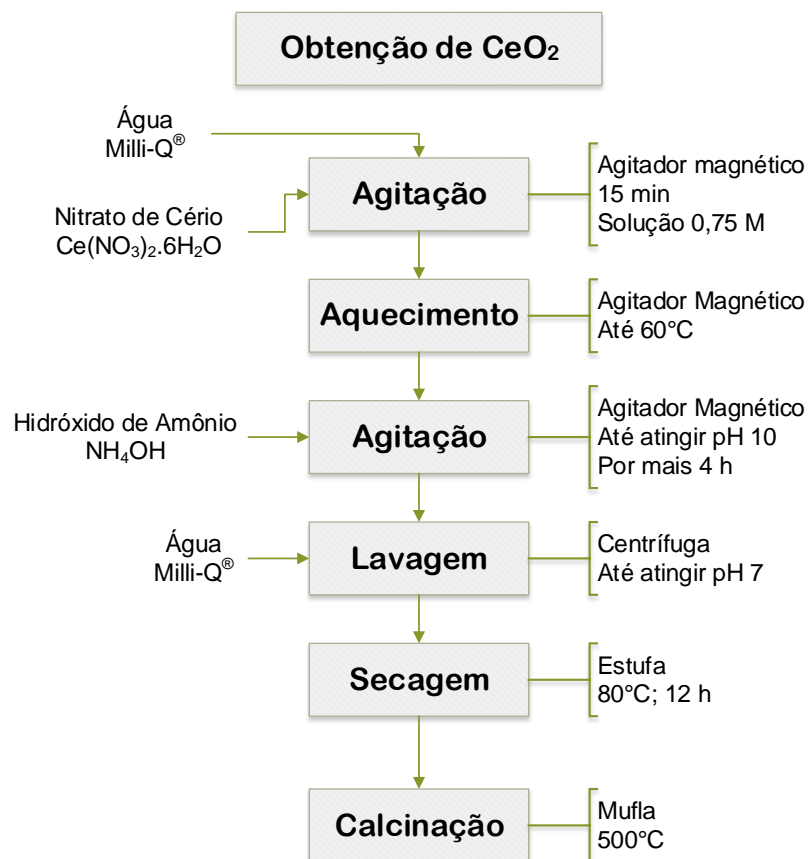 Obtenção de CeO₂
Água
Milli-Q®
Nitrato de Cério
Ce(NO₃)₂.6H₂O
Agitação
Agitador magnético
15 min
Solução 0,75 M
Aquecimento
Agitador Magnético
Até 60°C
Hidróxido de Amônio
NH₄OH
Agitação
Agitador Magnético
Até atingir pH 10
Por mais 4 h
Água
Milli-Q®
Lavagem
Centrífuga
Até atingir pH 7
Secagem
Estufa
80°C; 12 h
Calcinação
Mufla
500°C